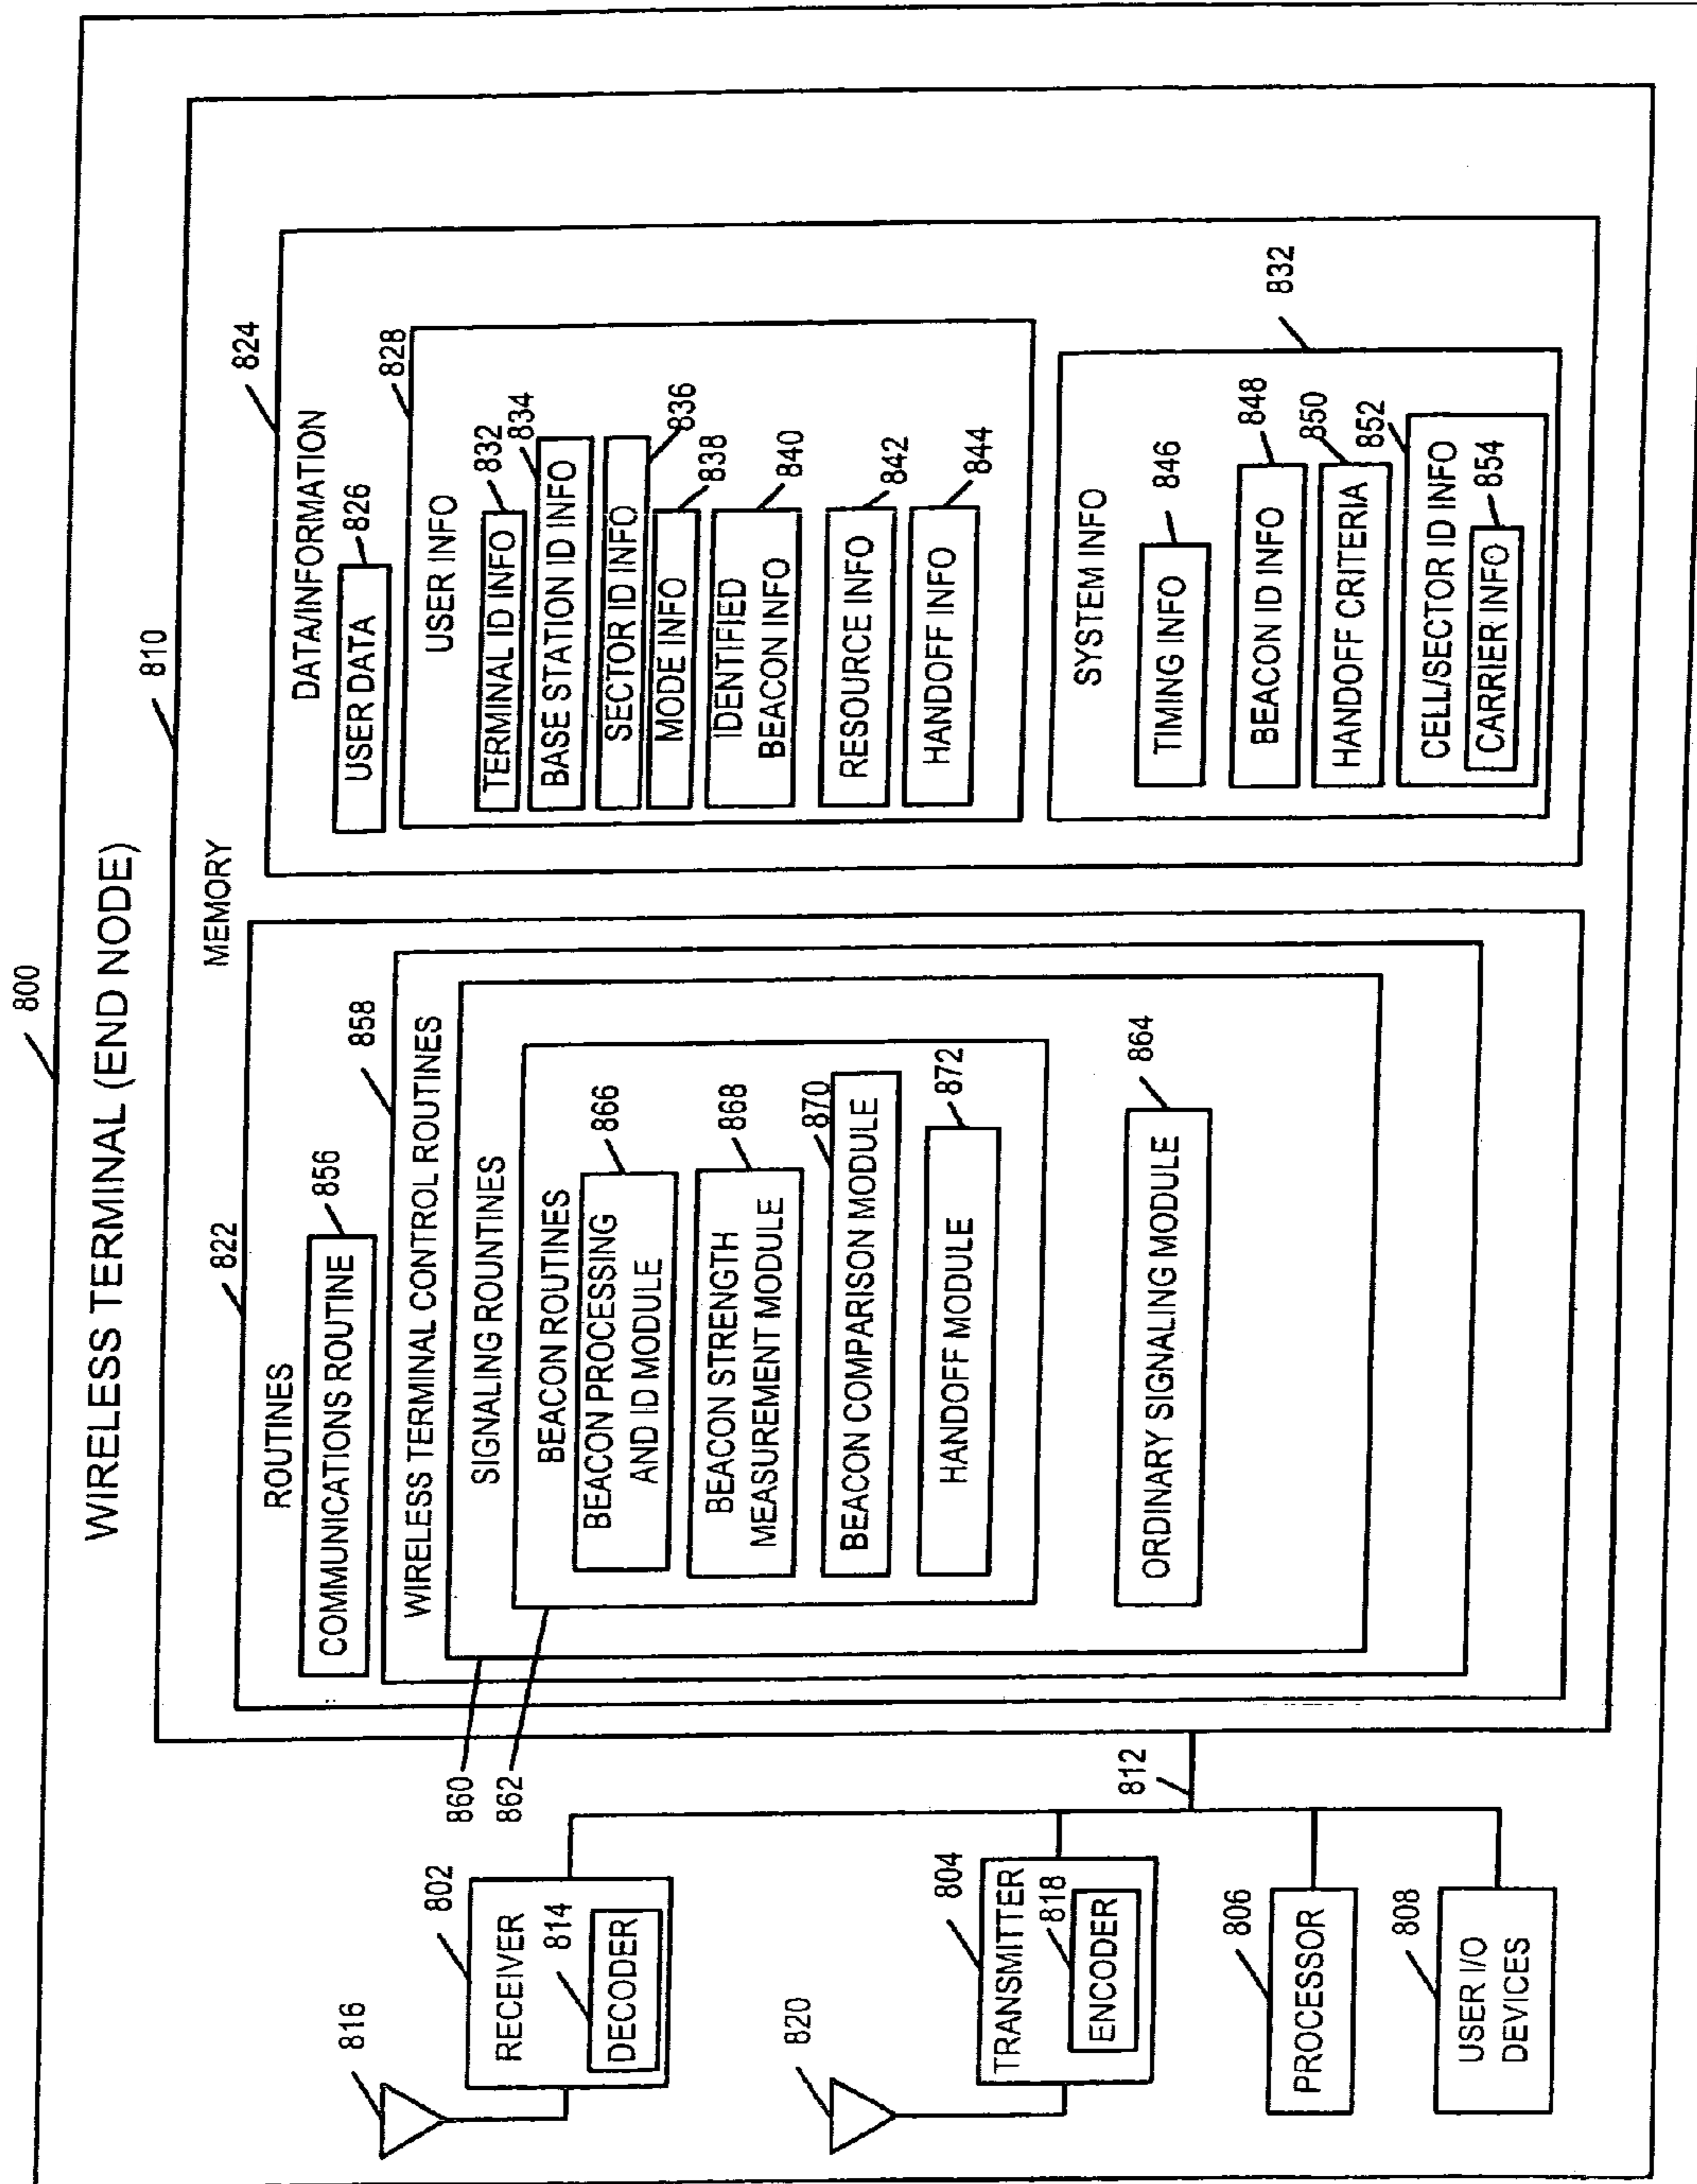 800
WIRELESS TERMINAL (END NODE)
810
MEMORY
822
ROUTINES
COMMUNICATIONS ROUTINE
856
858
WIRELESS TERMINAL CONTROL ROUTINES
SIGNALING ROUNTINES
BEACON ROUTINES
BEACON PROCESSING
AND ID MODULE
866
BEACON STRENGTH
MEASUREMENT MODULE
868
BEACON COMPARISON MODULE
870
HANDOFF MODULE
872
ORDINARY SIGNALING MODULE
864
860
862
824
DATA/INFORMATION
USER DATA
826
828
USER INFO
TERMINAL ID INFO
832
BASE STATION ID INFO
834
SECTOR ID INFO
836
MODE INFO
838
IDENTIFIED
BEACON INFO
840
RESOURCE INFO
842
HANDOFF INFO
844
SYSTEM INFO
832
TIMING INFO
846
BEACON ID INFO
848
HANDOFF CRITERIA
850
CELL/SECTOR ID INFO
852
CARRIER INFO
854
812
816
802
RECEIVER
814
DECODER
820
804
TRANSMITTER
818
ENCODER
806
PROCESSOR
808
USER I/O
DEVICES